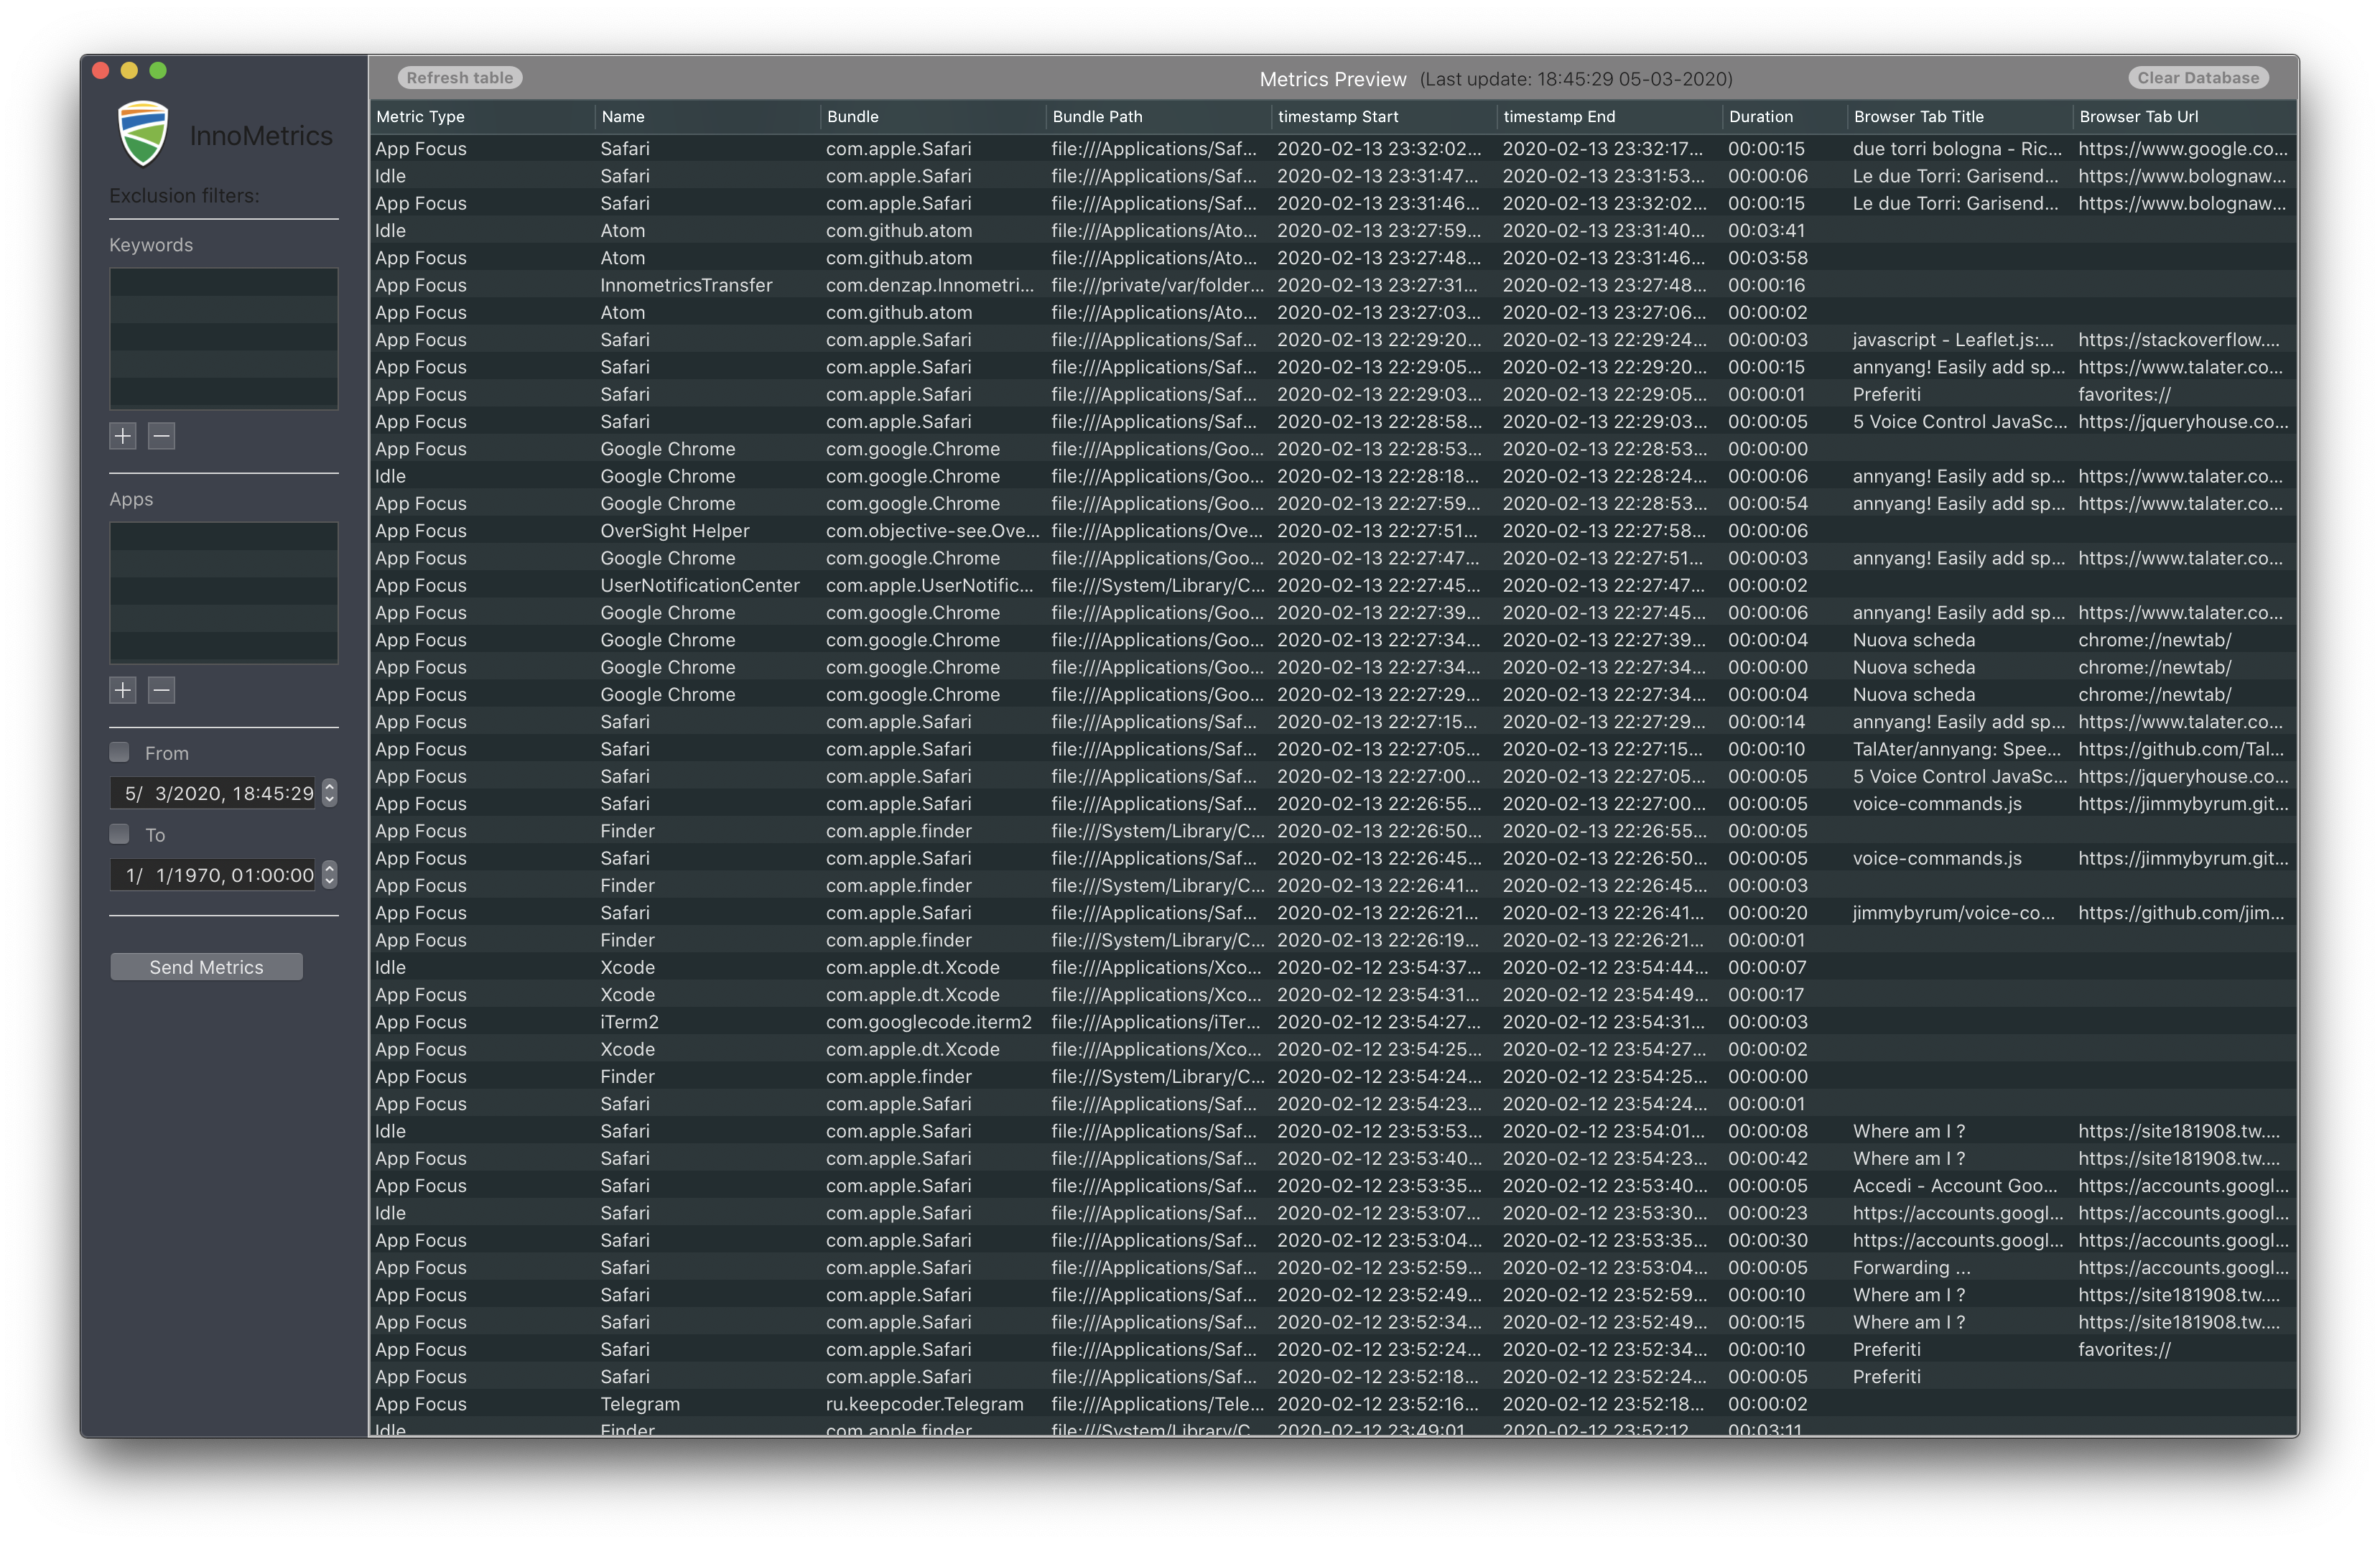 Refresh table Metrics Preview (Last update: 18:45:29 05-03-2020) Clear Database
InnoMetrics
Exclusion filters:
Keywords
Apps
From
5/ 3/2020, 18:45:29
To
1/ 1/1970, 01:00:00
Send Metrics
Metric Type Name Bundle Bundle Path timestamp Start timestamp End Duration Browser Tab Title Browser Tab Url
App Focus Safari com.apple.Safari file:///Applications/Saf... 2020-02-13 23:32:02... 2020-02-13 23:32:17... 00:00:15 due torri bologna - Ric... https://www.google.co...
Idle Safari com.apple.Safari file:///Applications/Saf... 2020-02-13 23:31:47... 2020-02-13 23:31:53... 00:00:06 Le due Torri: Garisend... https://www.bolognaw...
App Focus Safari com.apple.Safari file:///Applications/Saf... 2020-02-13 23:31:46... 2020-02-13 23:32:02... 00:00:15 Le due Torri: Garisend... https://www.bolognaw...
Idle Atom com.github.atom file:///Applications/Ato... 2020-02-13 23:27:59... 2020-02-13 23:31:40... 00:03:41
App Focus Atom com.github.atom file:///Applications/Ato... 2020-02-13 23:27:48... 2020-02-13 23:31:46... 00:03:58
App Focus InnometricsTransfer com.denzap.Innometri... file:///private/var/folder... 2020-02-13 23:27:31... 2020-02-13 23:27:48... 00:00:16
App Focus Atom com.github.atom file:///Applications/Ato... 2020-02-13 23:27:03... 2020-02-13 23:27:06... 00:00:02
App Focus Safari com.apple.Safari file:///Applications/Saf... 2020-02-13 22:29:20... 2020-02-13 22:29:24... 00:00:03 javascript - Leaflet.js:... https://stackoverflow....
App Focus Safari com.apple.Safari file:///Applications/Saf... 2020-02-13 22:29:05... 2020-02-13 22:29:20... 00:00:15 annyang! Easily add sp... https://www.talater.co...
App Focus Safari com.apple.Safari file:///Applications/Saf... 2020-02-13 22:29:03... 2020-02-13 22:29:05... 00:00:01 Preferiti favorites://
App Focus Safari com.apple.Safari file:///Applications/Saf... 2020-02-13 22:28:58... 2020-02-13 22:29:03... 00:00:05 5 Voice Control JavaSc... https://jqueryhouse.co...
App Focus Google Chrome com.google.Chrome file:///Applications/Goo... 2020-02-13 22:28:53... 2020-02-13 22:28:53... 00:00:00
Idle Google Chrome com.google.Chrome file:///Applications/Goo... 2020-02-13 22:28:18... 2020-02-13 22:28:24... 00:00:06 annyang! Easily add sp... https://www.talater.co...
App Focus Google Chrome com.google.Chrome file:///Applications/Goo... 2020-02-13 22:27:59... 2020-02-13 22:28:53... 00:00:54 annyang! Easily add sp... https://www.talater.co...
App Focus OverSight Helper com.objective-see.Ove... file:///Applications/Ove... 2020-02-13 22:27:51... 2020-02-13 22:27:58... 00:00:06
App Focus Google Chrome com.google.Chrome file:///Applications/Goo... 2020-02-13 22:27:47... 2020-02-13 22:27:51... 00:00:03 annyang! Easily add sp... https://www.talater.co...
App Focus UserNotificationCenter com.apple.UserNotific... file:///System/Library/C... 2020-02-13 22:27:45... 2020-02-13 22:27:47... 00:00:02
App Focus Google Chrome com.google.Chrome file:///Applications/Goo... 2020-02-13 22:27:39... 2020-02-13 22:27:45... 00:00:06 annyang! Easily add sp... https://www.talater.co...
App Focus Google Chrome com.google.Chrome file:///Applications/Goo... 2020-02-13 22:27:34... 2020-02-13 22:27:39... 00:00:04 Nuova scheda chrome://newtab/
App Focus Google Chrome com.google.Chrome file:///Applications/Goo... 2020-02-13 22:27:34... 2020-02-13 22:27:34... 00:00:00 Nuova scheda chrome://newtab/
App Focus Google Chrome com.google.Chrome file:///Applications/Goo... 2020-02-13 22:27:29... 2020-02-13 22:27:34... 00:00:04 Nuova scheda chrome://newtab/
App Focus Safari com.apple.Safari file:///Applications/Saf... 2020-02-13 22:27:15... 2020-02-13 22:27:29... 00:00:14 annyang! Easily add sp... https://www.talater.co...
App Focus Safari com.apple.Safari file:///Applications/Saf... 2020-02-13 22:27:05... 2020-02-13 22:27:15... 00:00:10 TalAter/annyang: Spee... https://github.com/Tal...
App Focus Safari com.apple.Safari file:///Applications/Saf... 2020-02-13 22:27:00... 2020-02-13 22:27:05... 00:00:05 5 Voice Control JavaSc... https://jqueryhouse.co...
App Focus Safari com.apple.Safari file:///Applications/Saf... 2020-02-13 22:26:55... 2020-02-13 22:27:00... 00:00:05 voice-commands.js https://jimmybyrum.git...
App Focus Finder com.apple.finder file:///System/Library/C... 2020-02-13 22:26:50... 2020-02-13 22:26:55... 00:00:05
App Focus Safari com.apple.Safari file:///Applications/Saf... 2020-02-13 22:26:45... 2020-02-13 22:26:50... 00:00:05 voice-commands.js https://jimmybyrum.git...
App Focus Finder com.apple.finder file:///System/Library/C... 2020-02-13 22:26:41... 2020-02-13 22:26:45... 00:00:03
App Focus Safari com.apple.Safari file:///Applications/Saf... 2020-02-13 22:26:21... 2020-02-13 22:26:41... 00:00:20 jimmybyrum/voice-co... https://github.com/jim...
App Focus Finder com.apple.finder file:///System/Library/C... 2020-02-13 22:26:19... 2020-02-13 22:26:21... 00:00:01
Idle Xcode com.apple.dt.Xcode file:///Applications/Xco... 2020-02-12 23:54:37... 2020-02-12 23:54:44... 00:00:07
App Focus Xcode com.apple.dt.Xcode file:///Applications/Xco... 2020-02-12 23:54:31... 2020-02-12 23:54:49... 00:00:17
App Focus iTerm2 com.googlecode.iterm2 file:///Applications/iTer... 2020-02-12 23:54:27... 2020-02-12 23:54:31... 00:00:03
App Focus Xcode com.apple.dt.Xcode file:///Applications/Xco... 2020-02-12 23:54:25... 2020-02-12 23:54:27... 00:00:02
App Focus Finder com.apple.finder file:///System/Library/C... 2020-02-12 23:54:24... 2020-02-12 23:54:25... 00:00:00
App Focus Safari com.apple.Safari file:///Applications/Saf... 2020-02-12 23:54:23... 2020-02-12 23:54:24... 00:00:01
Idle Safari com.apple.Safari file:///Applications/Saf... 2020-02-12 23:53:53... 2020-02-12 23:54:01... 00:00:08 Where am I ? https://site181908.tw....
App Focus Safari com.apple.Safari file:///Applications/Saf... 2020-02-12 23:53:40... 2020-02-12 23:54:23... 00:00:42 Where am I ? https://site181908.tw....
App Focus Safari com.apple.Safari file:///Applications/Saf... 2020-02-12 23:53:35... 2020-02-12 23:53:40... 00:00:05 Accedi - Account Goo... https://accounts.googl...
Idle Safari com.apple.Safari file:///Applications/Saf... 2020-02-12 23:53:07... 2020-02-12 23:53:30... 00:00:23 https://accounts.googl... https://accounts.googl...
App Focus Safari com.apple.Safari file:///Applications/Saf... 2020-02-12 23:53:04... 2020-02-12 23:53:35... 00:00:30 https://accounts.googl... https://accounts.googl...
App Focus Safari com.apple.Safari file:///Applications/Saf... 2020-02-12 23:52:59... 2020-02-12 23:53:04... 00:00:05 Forwarding ... https://accounts.googl...
App Focus Safari com.apple.Safari file:///Applications/Saf... 2020-02-12 23:52:49... 2020-02-12 23:52:59... 00:00:10 Where am I ? https://site181908.tw....
App Focus Safari com.apple.Safari file:///Applications/Saf... 2020-02-12 23:52:34... 2020-02-12 23:52:49... 00:00:15 Where am I ? https://site181908.tw....
App Focus Safari com.apple.Safari file:///Applications/Saf... 2020-02-12 23:52:24... 2020-02-12 23:52:34... 00:00:10 Preferiti favorites://
App Focus Safari com.apple.Safari file:///Applications/Saf... 2020-02-12 23:52:18... 2020-02-12 23:52:24... 00:00:05 Preferiti
App Focus Telegram ru.keepcoder.Telegram file:///Applications/Tele... 2020-02-12 23:52:16... 2020-02-12 23:52:18... 00:00:02
Idle Finder com.apple.finder file:///System/Library/C... 2020-02-12 23:49:01... 2020-02-12 23:52:12... 00:03:11